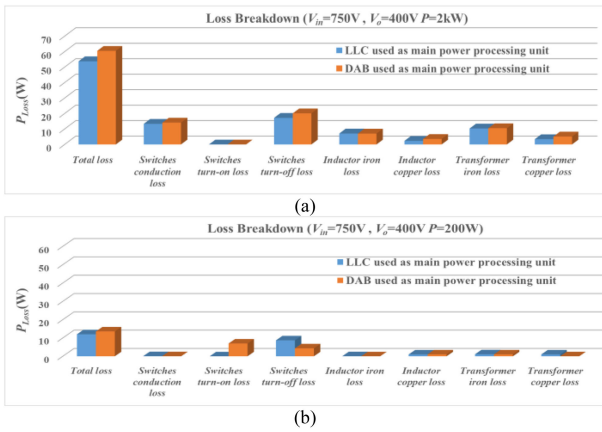 Loss Breakdown (Vin=750V , Vo=400V P=2kW)
LLC used as main power processing unit
DAB used as main power processing unit
PLoss(W)
70
60
50
40
30
20
10
0
Total loss Switches conduction loss Switches turn-on loss Switches turn-off loss Inductor iron loss Inductor copper loss Transformer iron loss Transformer copper loss
(a)
Loss Breakdown (Vin=750V , Vo=400V P=200W)
LLC used as main power processing unit
DAB used as main power processing unit
PLoss(W)
60
50
40
30
20
10
0
Total loss Switches conduction loss Switches turn-on loss Switches turn-off loss Inductor iron loss Inductor copper loss Transformer iron loss Transformer copper loss
(b)